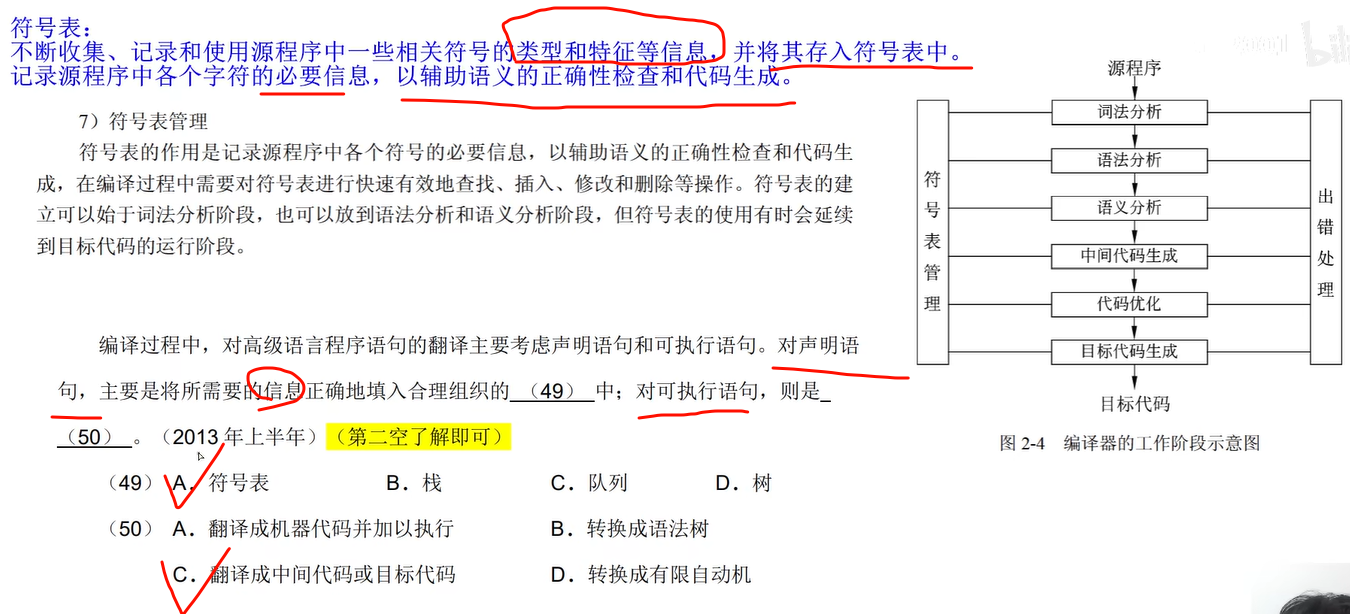 符号表：
不断收集、记录和使用源程序中一些相关符号的类型和特征等信息，并将其存入符号表中。
记录源程序中各个字符的必要信息，以辅助语义的正确性检查和代码生成。
7）符号表管理
符号表的作用是记录源程序中各个符号的必要信息，以辅助语义的正确性检查和代码生
成，在编译过程中需要对符号表进行快速有效地查找、插入、修改和删除等操作。符号表的建
立可以始于词法分析阶段，也可以放到语法分析和语义分析阶段，但符号表的使用有时会延续
到目标代码的运行阶段。
编译过程中，对高级语言程序语句的翻译主要考虑声明语句和可执行语句。对声明语
句，主要是将所需要的信息正确地填入合理组织的（49）中；对可执行语句，则是
（50）。（2013年上半年）（第二空了解即可）
（49） A．符号表 B．栈 C．队列 D．树
（50） A．翻译成机器代码并加以执行 B．转换成语法树
C．翻译成中间代码或目标代码 D．转换成有限自动机
源程序
词法分析
语法分析
语义分析
中间代码生成
代码优化
目标代码生成
目标代码
符号表管理
出错处理
图 2-4 编译器的工作阶段示意图